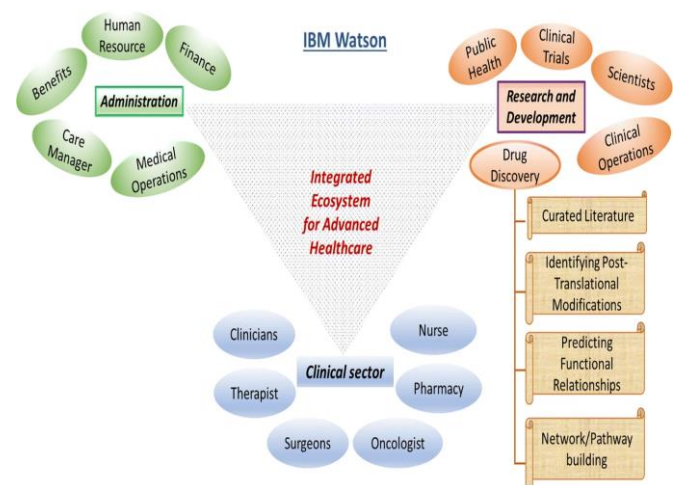 IBM Watson
Human
Resource
Finance
Benefits
Administration
Care
Manager
Medical
Operations
Public
Health
Clinical
Trials
Scientists
Research and
Development
Clinical
Operations
Drug
Discovery
Integrated
Ecosystem
for Advanced
Healthcare
Curated Literature
Identifying Post-
Translational
Modifications
Predicting
Functional
Relationships
Network/Pathway
building
Clinicians
Nurse
Clinical sector
Therapist
Pharmacy
Surgeons
Oncologist